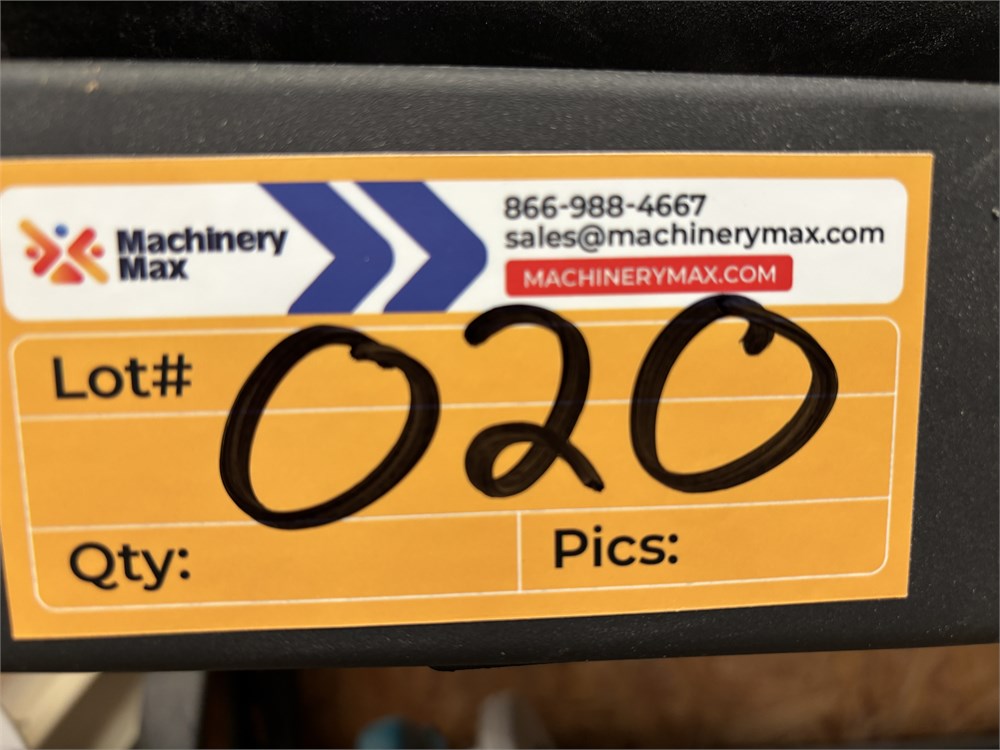 Machinery
Max
866-988-4667
sales@machinerymax.com
MACHINERYMAX.COM
Lot# 020
Qty:
Pics: